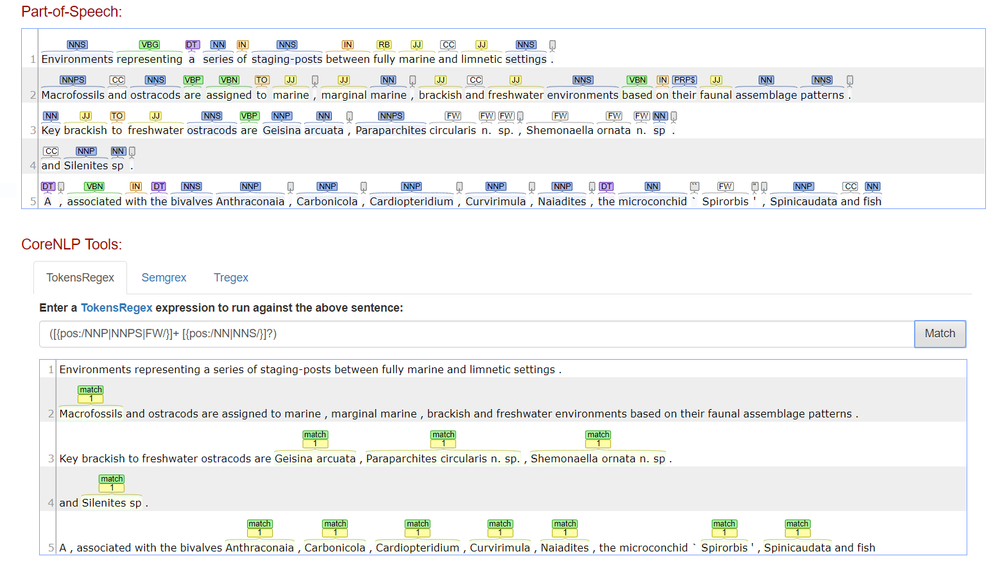 Part-of-Speech:
NNS VBG DT NN IN NNS IN RB JJ CC JJ NNS .
1 Environments representing a series of staging-posts between fully marine and limnetic settings .
NNPS CC NNS VBP VBN TO JJ , JJ NN , JJ CC JJ NNS VBN IN PRP$ JJ NN NNS .
2 Macrofossils and ostracods are assigned to marine , marginal marine , brackish and freshwater environments based on their faunal assemblage patterns .
NN JJ TO JJ NNS VBP NNP NN , NNPS FW FW FW , FW FW FW NN .
3 Key brackish to freshwater ostracods are Geisina arcuata , Paraparchites circularis n. sp. , Shemonaella ornata n. sp .
CC NNP NN .
4 and Silenites sp .
DT , VBN IN DT NNS NNP , NNP , NNP , NNP , NNP , DT NN `` FW '' , NNP CC NN
5 A , associated with the bivalves Anthraconaia , Carbonicola , Cardiopteridium , Curvirimula , Naiadites , the microconchid ` Spirorbis ' , Spinicaudata and fish
CoreNLP Tools:
TokensRegex Semgrex Tregex
Enter a TokensRegex expression to run against the above sentence:
([{pos:/NNP|NNPS|FW/}]+ [{pos:/NN|NNS/}]?) Match
1 Environments representing a series of staging-posts between fully marine and limnetic settings .
match
1
2 Macrofossils and ostracods are assigned to marine , marginal marine , brackish and freshwater environments based on their faunal assemblage patterns .
match match match
1 1 1
3 Key brackish to freshwater ostracods are Geisina arcuata , Paraparchites circularis n. sp. , Shemonaella ornata n. sp .
match
1
4 and Silenites sp .
match match match match match match match
1 1 1 1 1 1 1
5 A , associated with the bivalves Anthraconaia , Carbonicola , Cardiopteridium , Curvirimula , Naiadites , the microconchid ` Spirorbis ' , Spinicaudata and fish